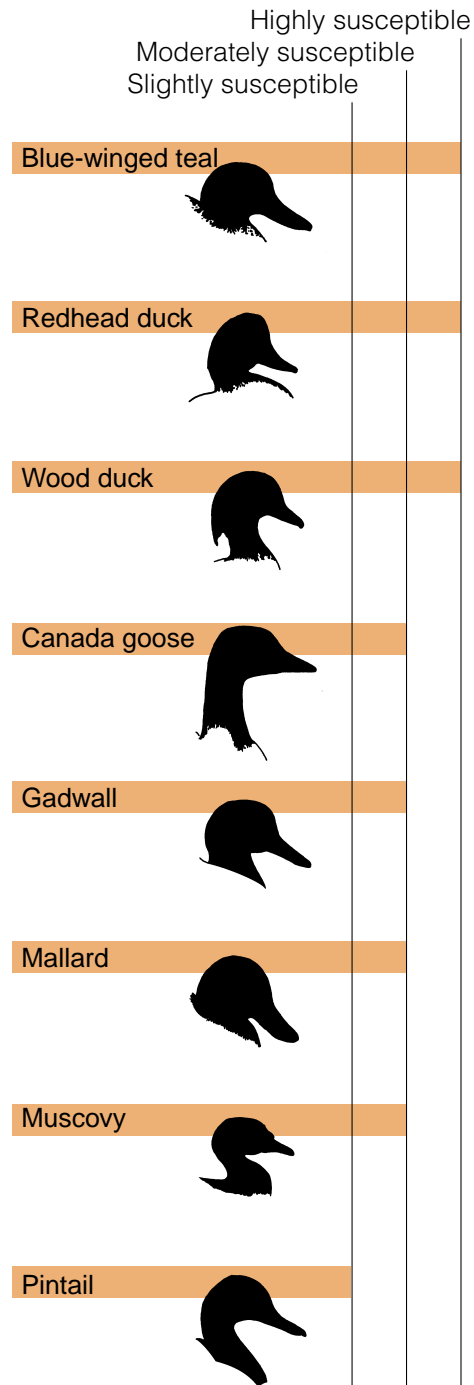 Highly susceptible
Moderately susceptible
Slightly susceptible
Blue-winged teal
Redhead duck
Wood duck
Canada goose
Gadwall
Mallard
Muscovy
Pintail